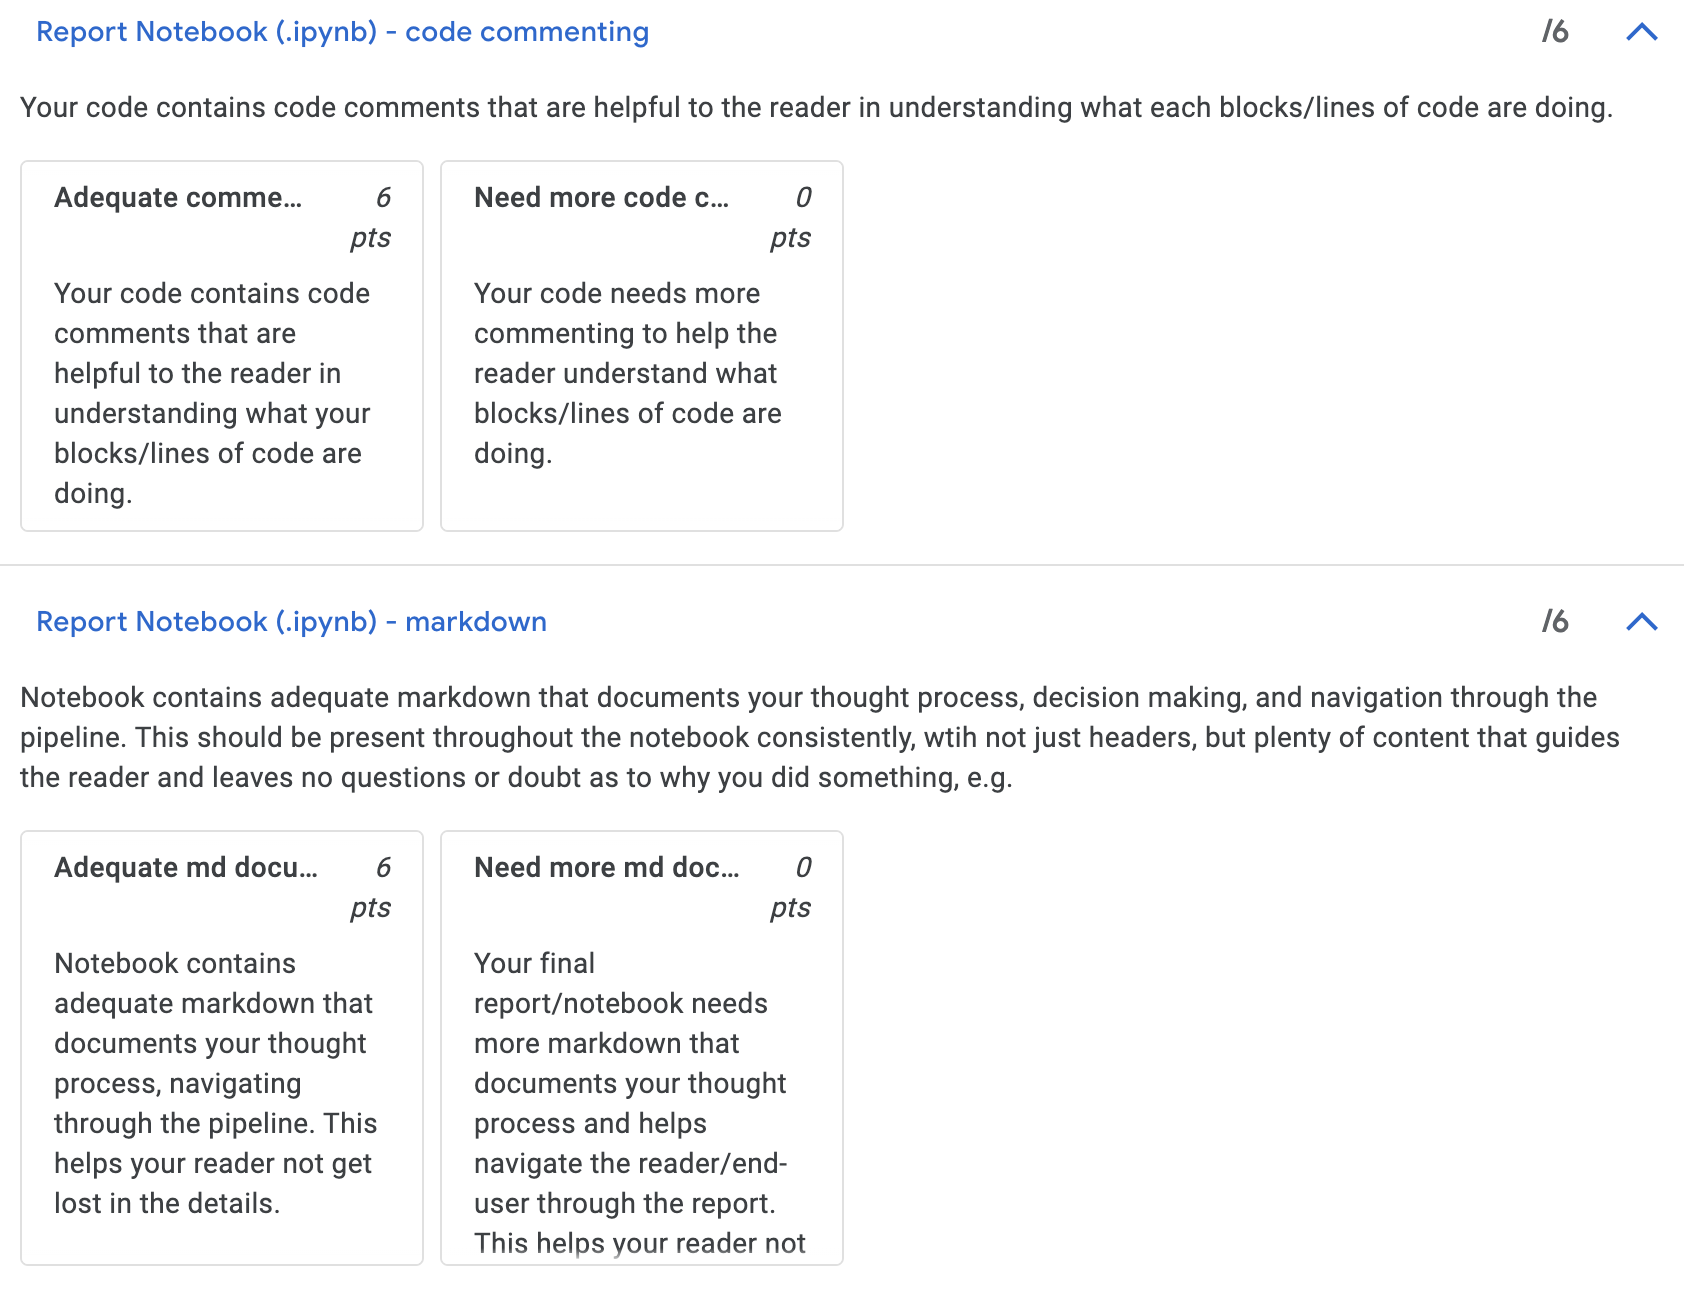 Report Notebook (.ipynb) - code commenting /6
Your code contains code comments that are helpful to the reader in understanding what each blocks/lines of code are doing.
Adequate comme... 6
pts
Your code contains code
comments that are
helpful to the reader in
understanding what your
blocks/lines of code are
doing.
Need more code c... 0
pts
Your code needs more
commenting to help the
reader understand what
blocks/lines of code are
doing.
Report Notebook (.ipynb) - markdown /6
Notebook contains adequate markdown that documents your thought process, decision making, and navigation through the
pipeline. This should be present throughout the notebook consistently, wtih not just headers, but plenty of content that guides
the reader and leaves no questions or doubt as to why you did something, e.g.
Adequate md docu... 6
pts
Notebook contains
adequate markdown that
documents your thought
process, navigating
through the pipeline. This
helps your reader not get
lost in the details.
Need more md doc... 0
pts
Your final
report/notebook needs
more markdown that
documents your thought
process and helps
navigate the reader/end-
user through the report.
This helps your reader not